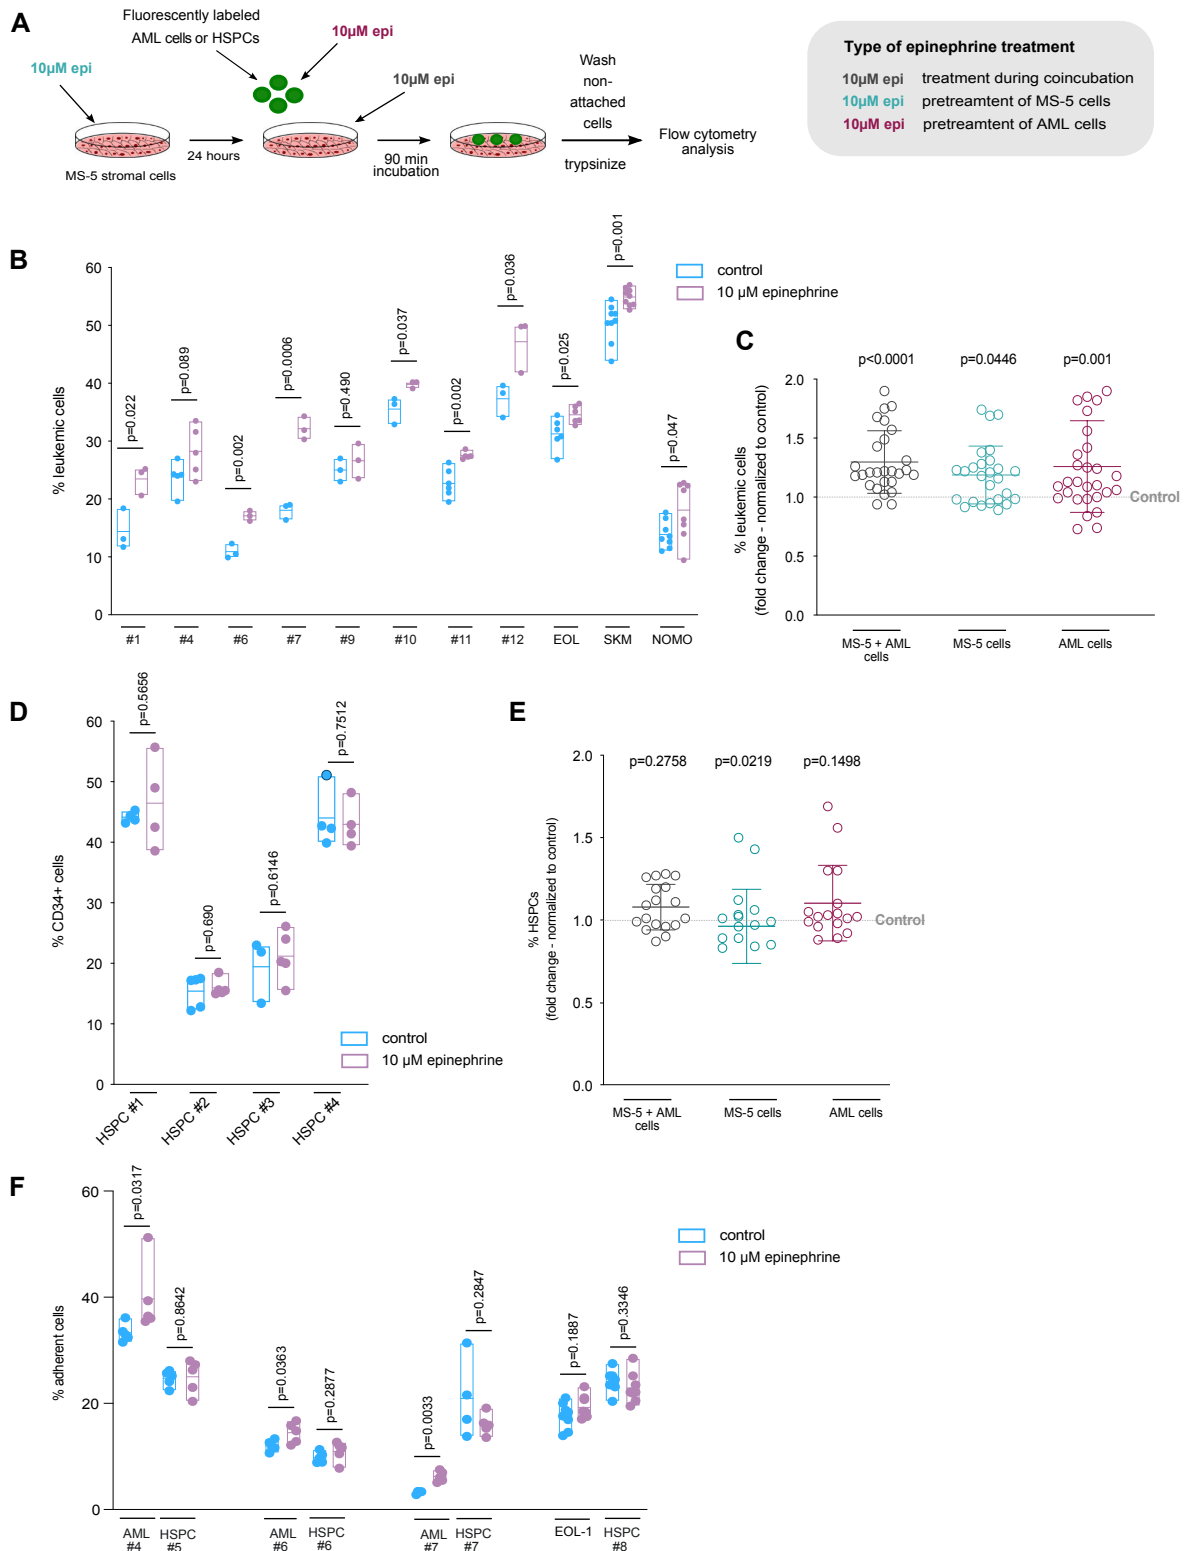 A
Fluorescently labeled
AML cells or HSPCs
10µM epi
10µM epi
10µM epi
Wash
non-
attached
cells
MS-5 stromal cells
24 hours
90 min
incubation
trypsinize
Flow cytometry
analysis
Type of epinephrine treatment
10µM epi treatment during coincubation
10µM epi pretreamtent of MS-5 cells
10µM epi pretreamtent of AML cells
B
% leukemic cells
60
50
40
30
20
10
0
p=0.022
p=0.089
p=0.002
p=0.0006
p=0.490
p=0.037
p=0.002
p=0.036
p=0.025
p=0.001
p=0.047
#1
#4
#6
#7
#9
#10
#11
#12
EOL
SKM
NOMO
control
10 µM epinephrine
C
% leukemic cells
(fold change - normalized to control)
p<0.0001
p=0.0446
p=0.001
2.0
1.5
1.0
0.5
0.0
Control
MS-5 + AML
cells
MS-5 cells
AML cells
D
% CD34+ cells
60
50
40
30
20
10
0
p=0.5656
p=0.690
p=0.6146
p=0.7512
control
10 µM epinephrine
HSPC #1
HSPC #2
HSPC #3
HSPC #4
E
% HSPCs
(fold change - normalized to control)
2.0
1.5
1.0
0.5
0.0
p=0.2758
p=0.0219
p=0.1498
Control
MS-5 + AML
cells
MS-5 cells
AML cells
F
% adherent cells
60
40
20
0
p=0.0317
p=0.8642
p=0.0363
p=0.2877
p=0.0033
p=0.2847
p=0.1887
p=0.3346
control
10 µM epinephrine
AML
#4
HSPC
#5
AML
#6
HSPC
#6
AML
#7
HSPC
#7
EOL-1
HSPC
#8